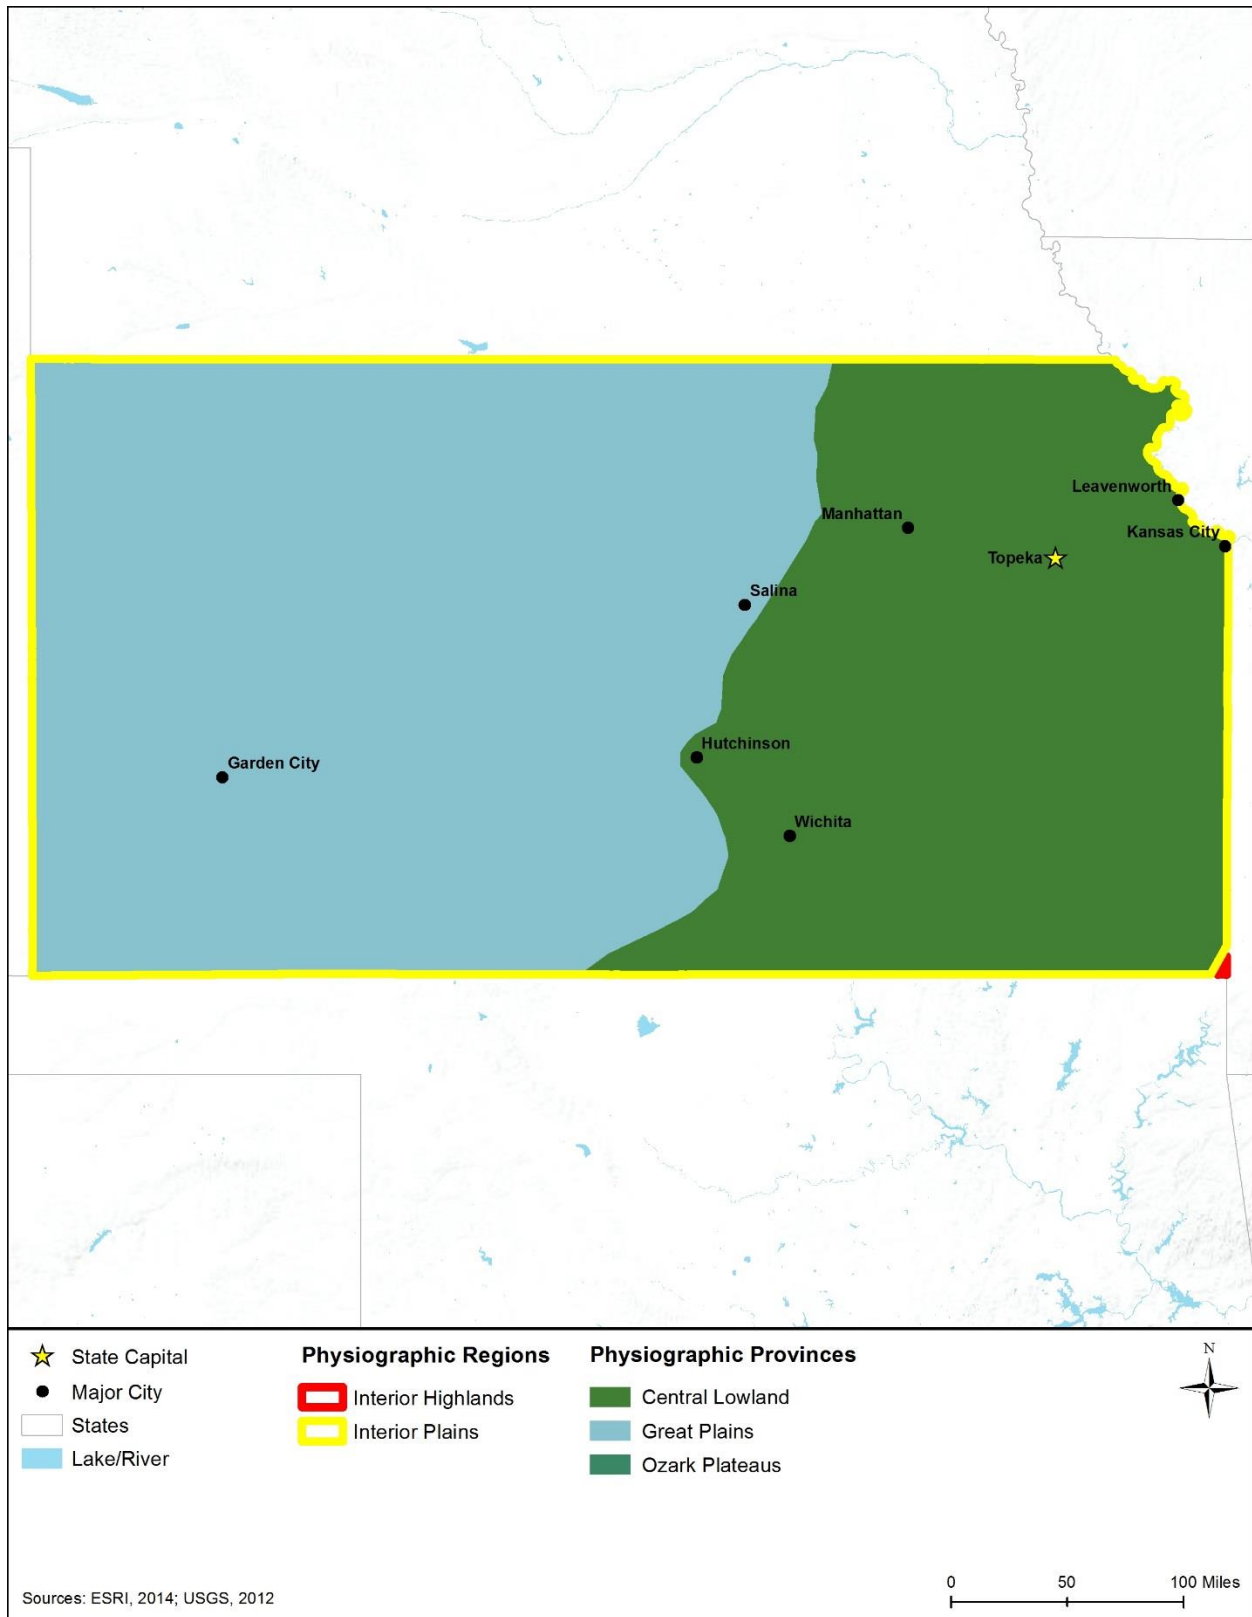 Leavenworth
Manhattan
Kansas City
Topeka
Salina
Hutchinson
Garden City
Wichita
State Capital
Major City
States
Lake/River
Physiographic Regions
Interior Highlands
Interior Plains
Physiographic Provinces
Central Lowland
Great Plains
Ozark Plateaus
N
Sources: ESRI, 2014; USGS, 2012
0 50 100 Miles